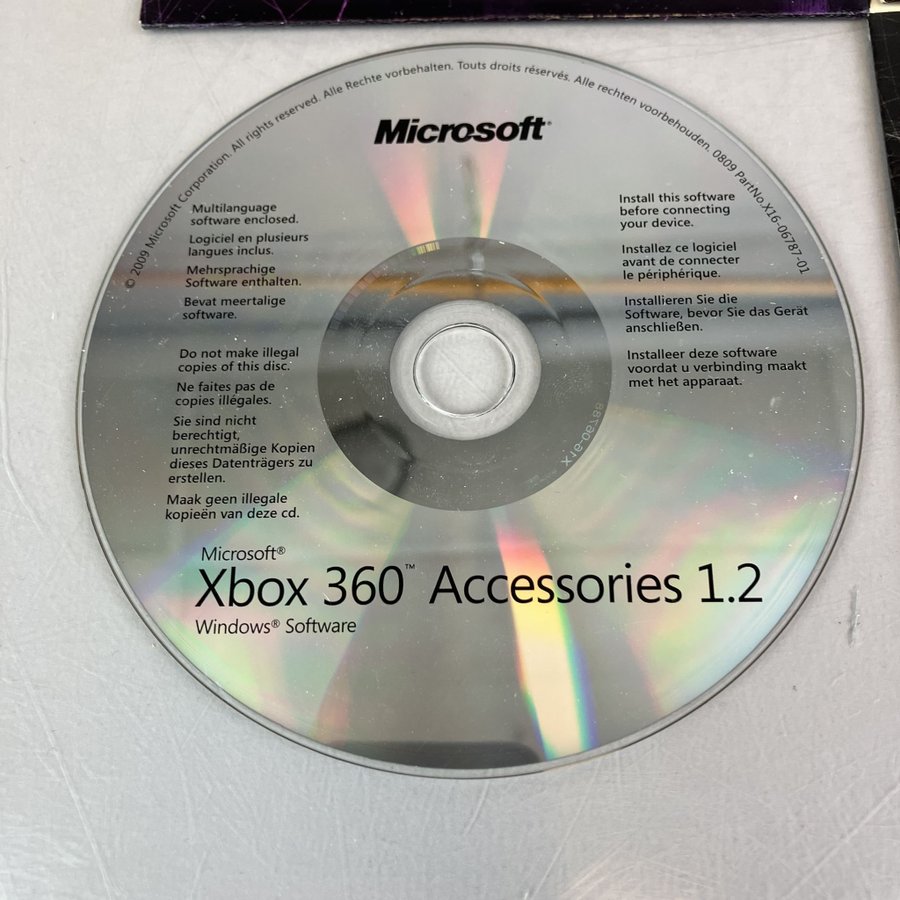 © 2009 Microsoft Corporation. All rights reserved. Alle Rechte vorbehalten. Touts droits réservés. Alle rechten voorbehouden. 0809 PartNo.X16-06787-01
Microsoft®
Multilanguage
software enclosed.
Logiciel en plusieurs
langues inclus.
Mehrsprachige
Software enthalten.
Bevat meertalige
software.
Do not make illegal
copies of this disc.
Ne faites pas de
copies illégales.
Sie sind nicht
berechtigt,
unrechtmäßige Kopien
dieses Datenträgers zu
erstellen.
Maak geen illegale
kopieën van deze cd.
Install this software
before connecting
your device.
Installez ce logiciel
avant de connecter
le périphérique.
Installieren Sie die
Software, bevor Sie das Gerät
anschließen.
Installeer deze software
voordat u verbinding maakt
met het apparaat.
X16-06788
Microsoft®
Xbox 360™ Accessories 1.2
Windows® Software